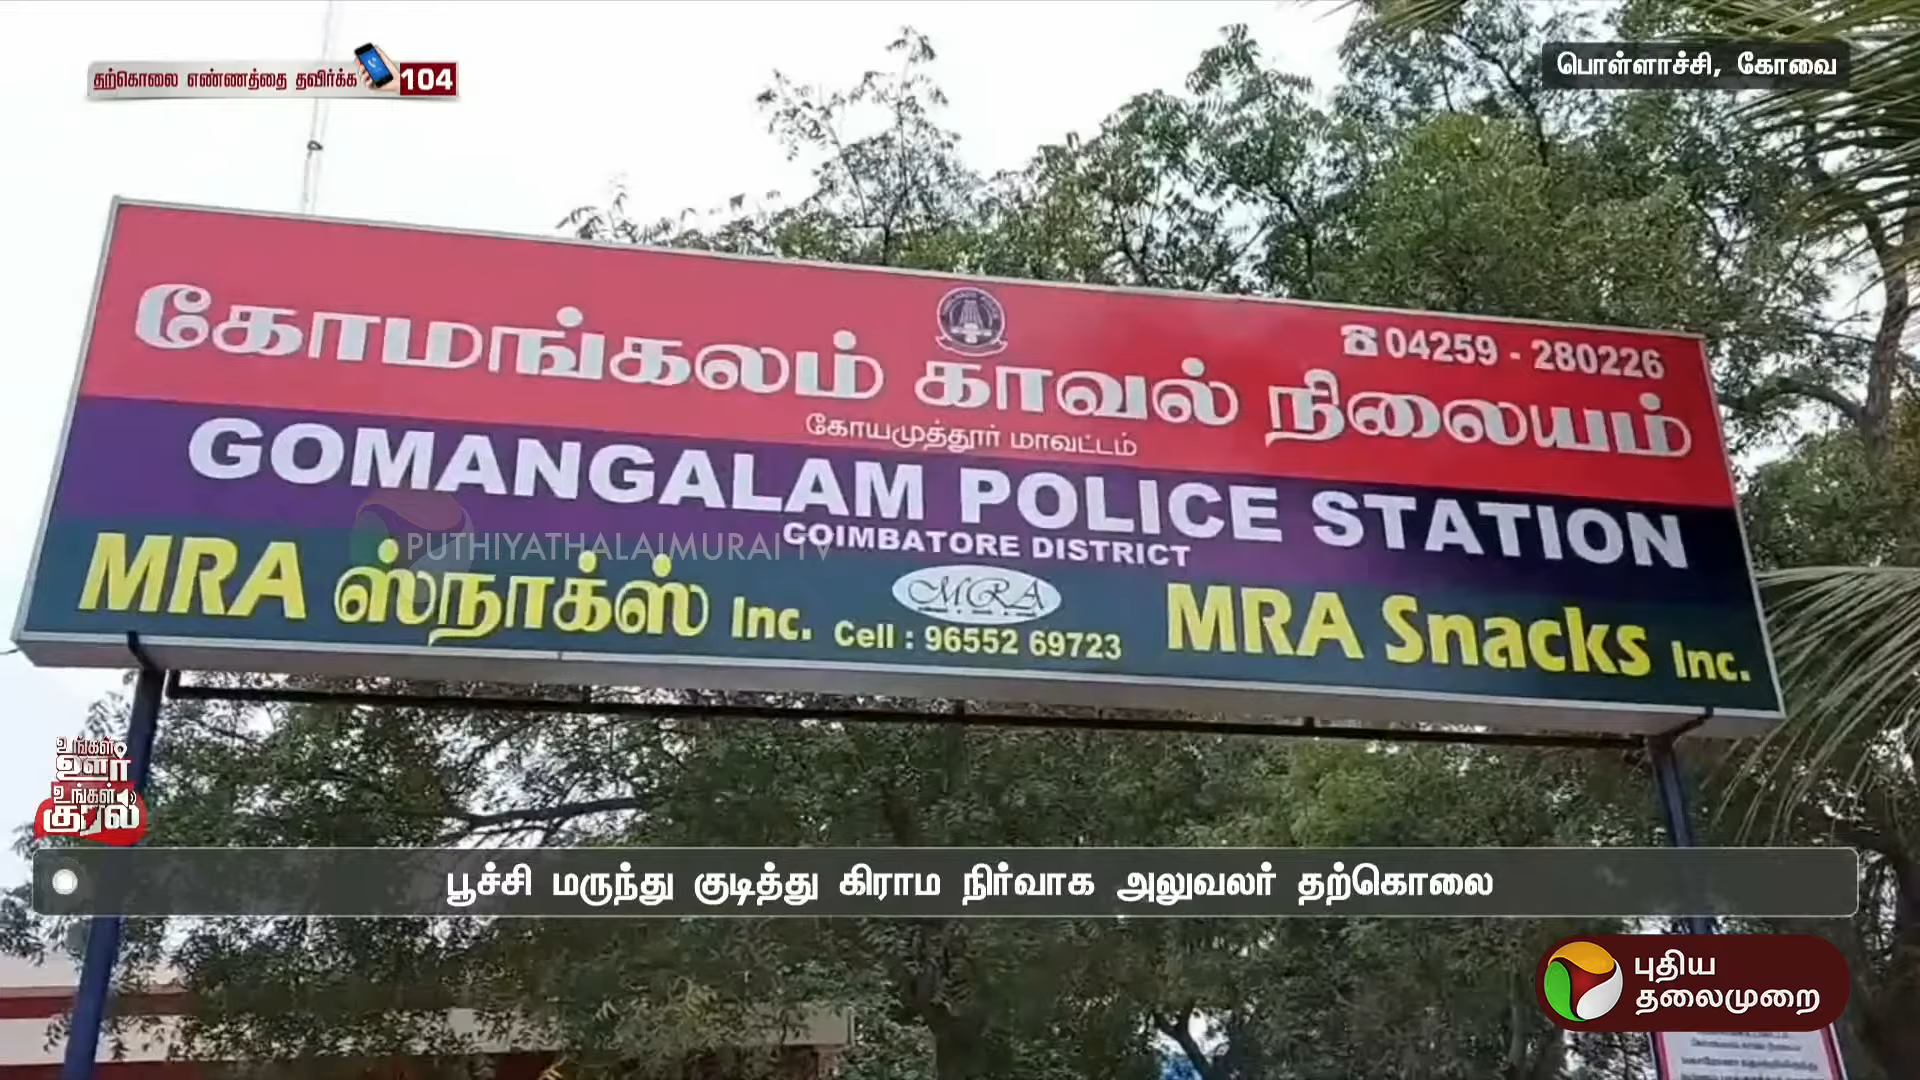 தற்கொலை எண்ணத்தை தவிர்க்க 104
பொள்ளாச்சி, கோவை
☎04259 - 280226
கோமங்கலம் காவல் நிலையம்
கோயமுத்தூர் மாவட்டம்
GOMANGALAM POLICE STATION
COIMBATORE DISTRICT
PUTHIYATHALAIMURAI TV
MRA ஸ்நாக்ஸ் Inc.
MRA
Cell : 96552 69723
MRA Snacks Inc.
உங்கள்
ஊர்
உங்கள்
குரல்
பூச்சி மருந்து குடித்து கிராம நிர்வாக அலுவலர் தற்கொலை
புதிய
தலைமுறை